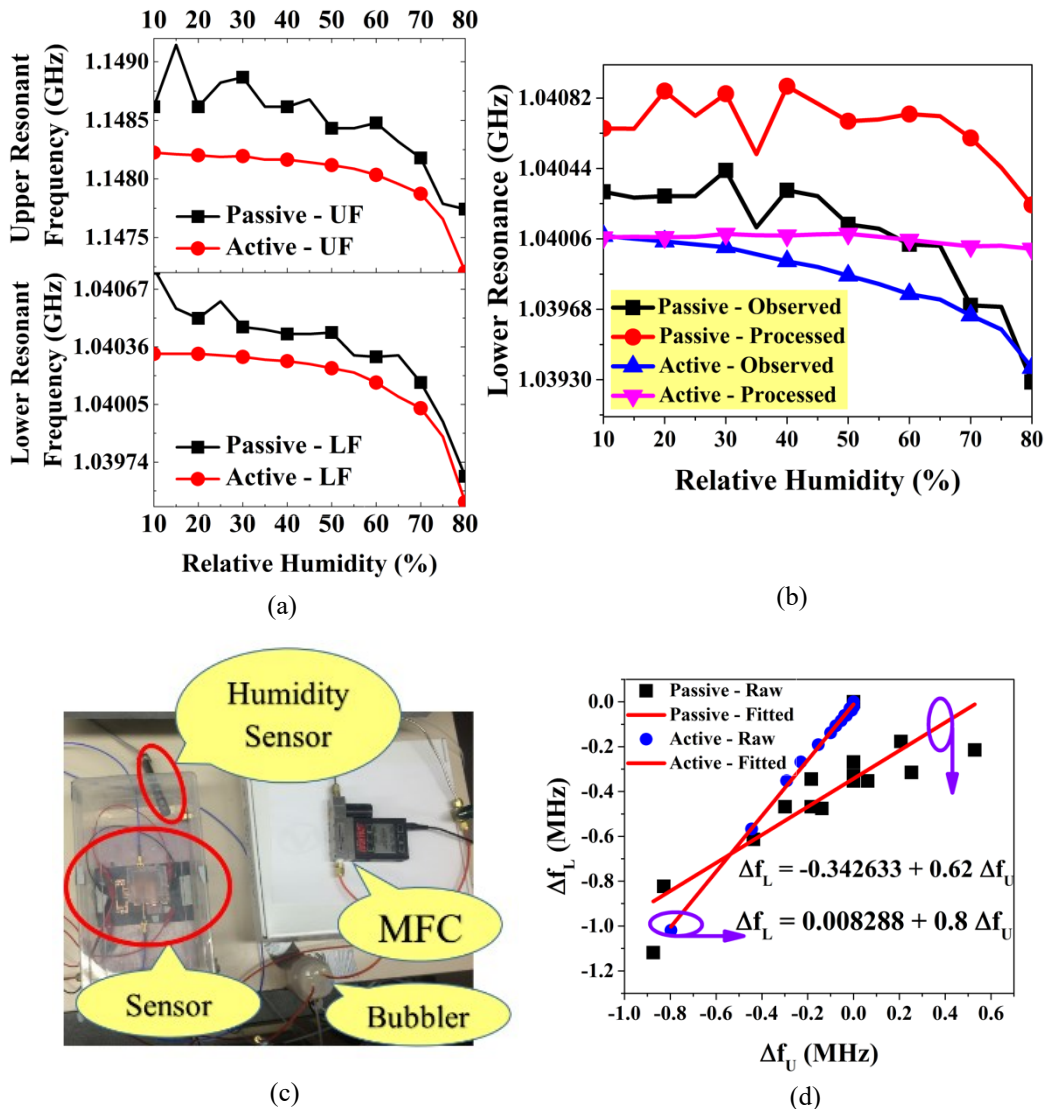 10 20 30 40 50 60 70 80
Upper Resonant
Frequency (GHz)
1.1490
1.1485
1.1480
1.1475
Passive - UF
Active - UF
Lower Resonant
Frequency (GHz)
1.04067
1.04036
1.04005
1.03974
Passive - LF
Active - LF
10 20 30 40 50 60 70 80
Relative Humidity (%)
(a)
Lower Resonance (GHz)
1.04082
1.04044
1.04006
1.03968
1.03930
Passive - Observed
Passive - Processed
Active - Observed
Active - Processed
10 20 30 40 50 60 70 80
Relative Humidity (%)
(b)
Humidity
Sensor
MFC
Sensor
Bubbler
(c)
Δf_L (MHz)
0.0
-0.2
-0.4
-0.6
-0.8
-1.0
-1.2
Passive - Raw
Passive - Fitted
Active - Raw
Active - Fitted
Δf_L = -0.342633 + 0.62 Δf_U
Δf_L = 0.008288 + 0.8 Δf_U
-1.0 -0.8 -0.6 -0.4 -0.2 0.0 0.2 0.4 0.6
Δf_U (MHz)
(d)